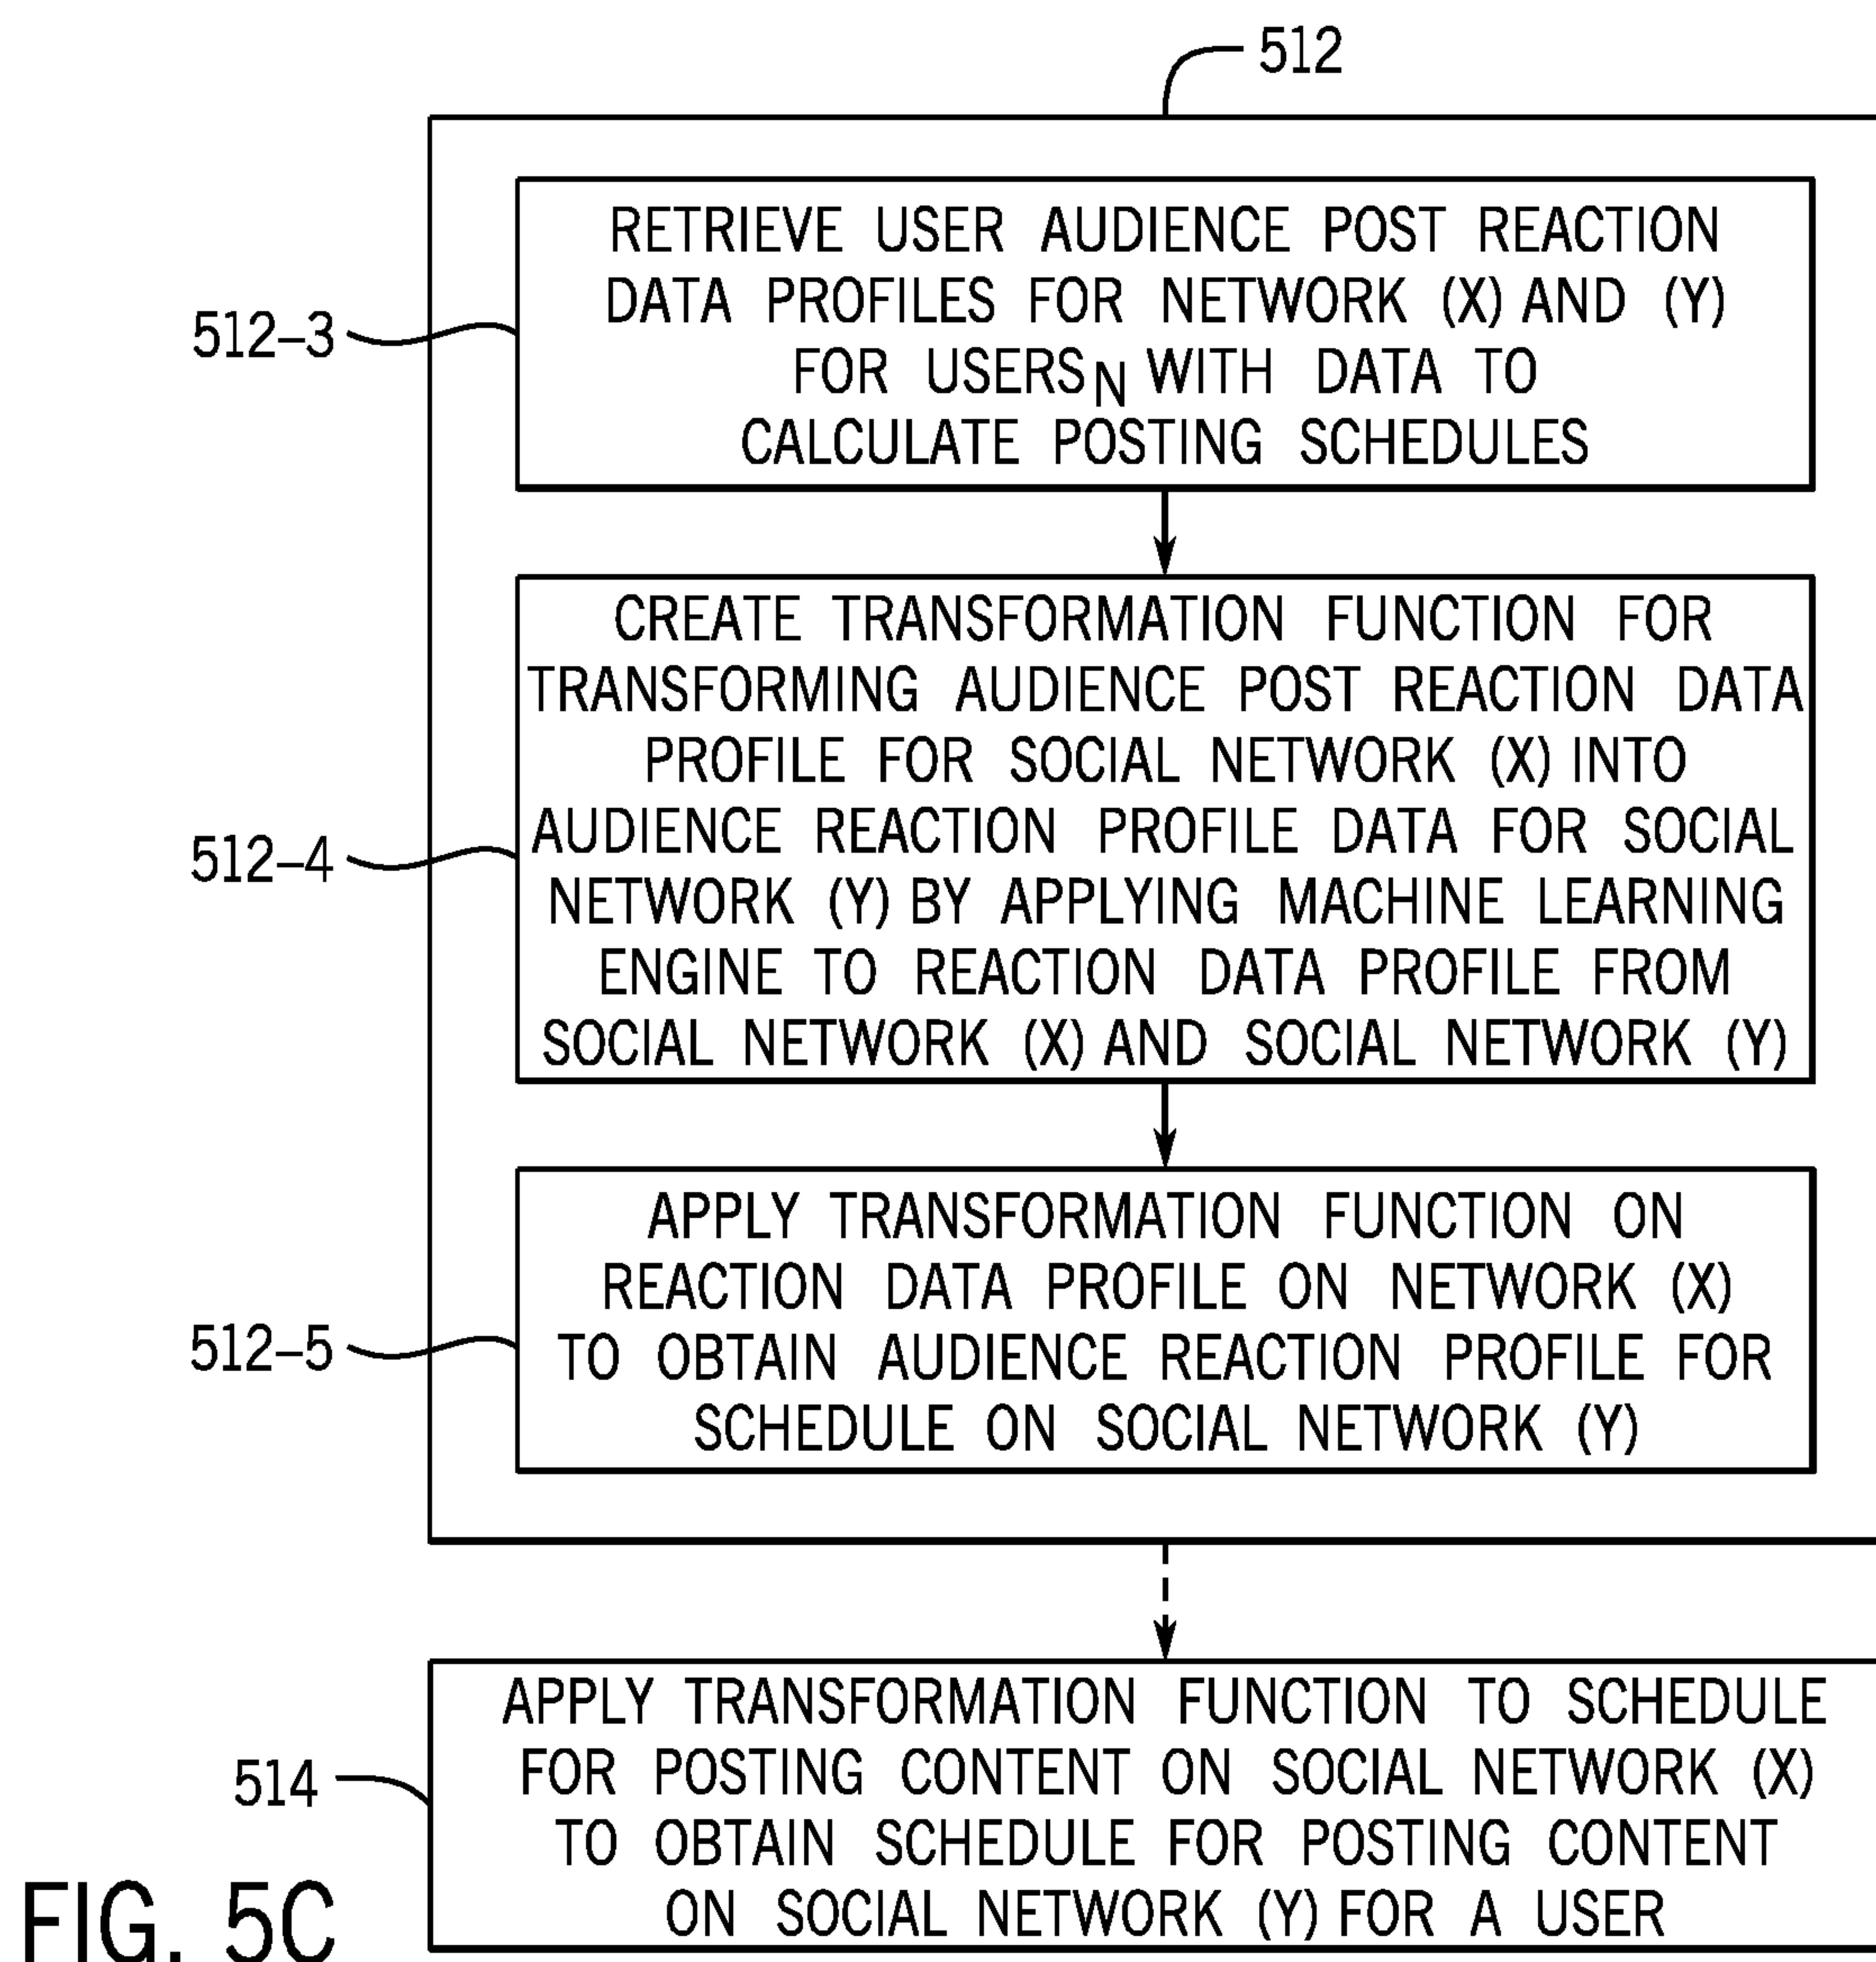 512
RETRIEVE USER AUDIENCE POST REACTION
DATA PROFILES FOR NETWORK (X) AND (Y)
FOR USERS N WITH DATA TO
CALCULATE POSTING SCHEDULES
512–3
CREATE TRANSFORMATION FUNCTION FOR
TRANSFORMING AUDIENCE POST REACTION DATA
PROFILE FOR SOCIAL NETWORK (X) INTO
AUDIENCE REACTION PROFILE DATA FOR SOCIAL
NETWORK (Y) BY APPLYING MACHINE LEARNING
ENGINE TO REACTION DATA PROFILE FROM
SOCIAL NETWORK (X) AND SOCIAL NETWORK (Y)
512–4
APPLY TRANSFORMATION FUNCTION ON
REACTION DATA PROFILE ON NETWORK (X)
TO OBTAIN AUDIENCE REACTION PROFILE FOR
SCHEDULE ON SOCIAL NETWORK (Y)
512–5
APPLY TRANSFORMATION FUNCTION TO SCHEDULE
FOR POSTING CONTENT ON SOCIAL NETWORK (X)
TO OBTAIN SCHEDULE FOR POSTING CONTENT
ON SOCIAL NETWORK (Y) FOR A USER
514
FIG. 5C